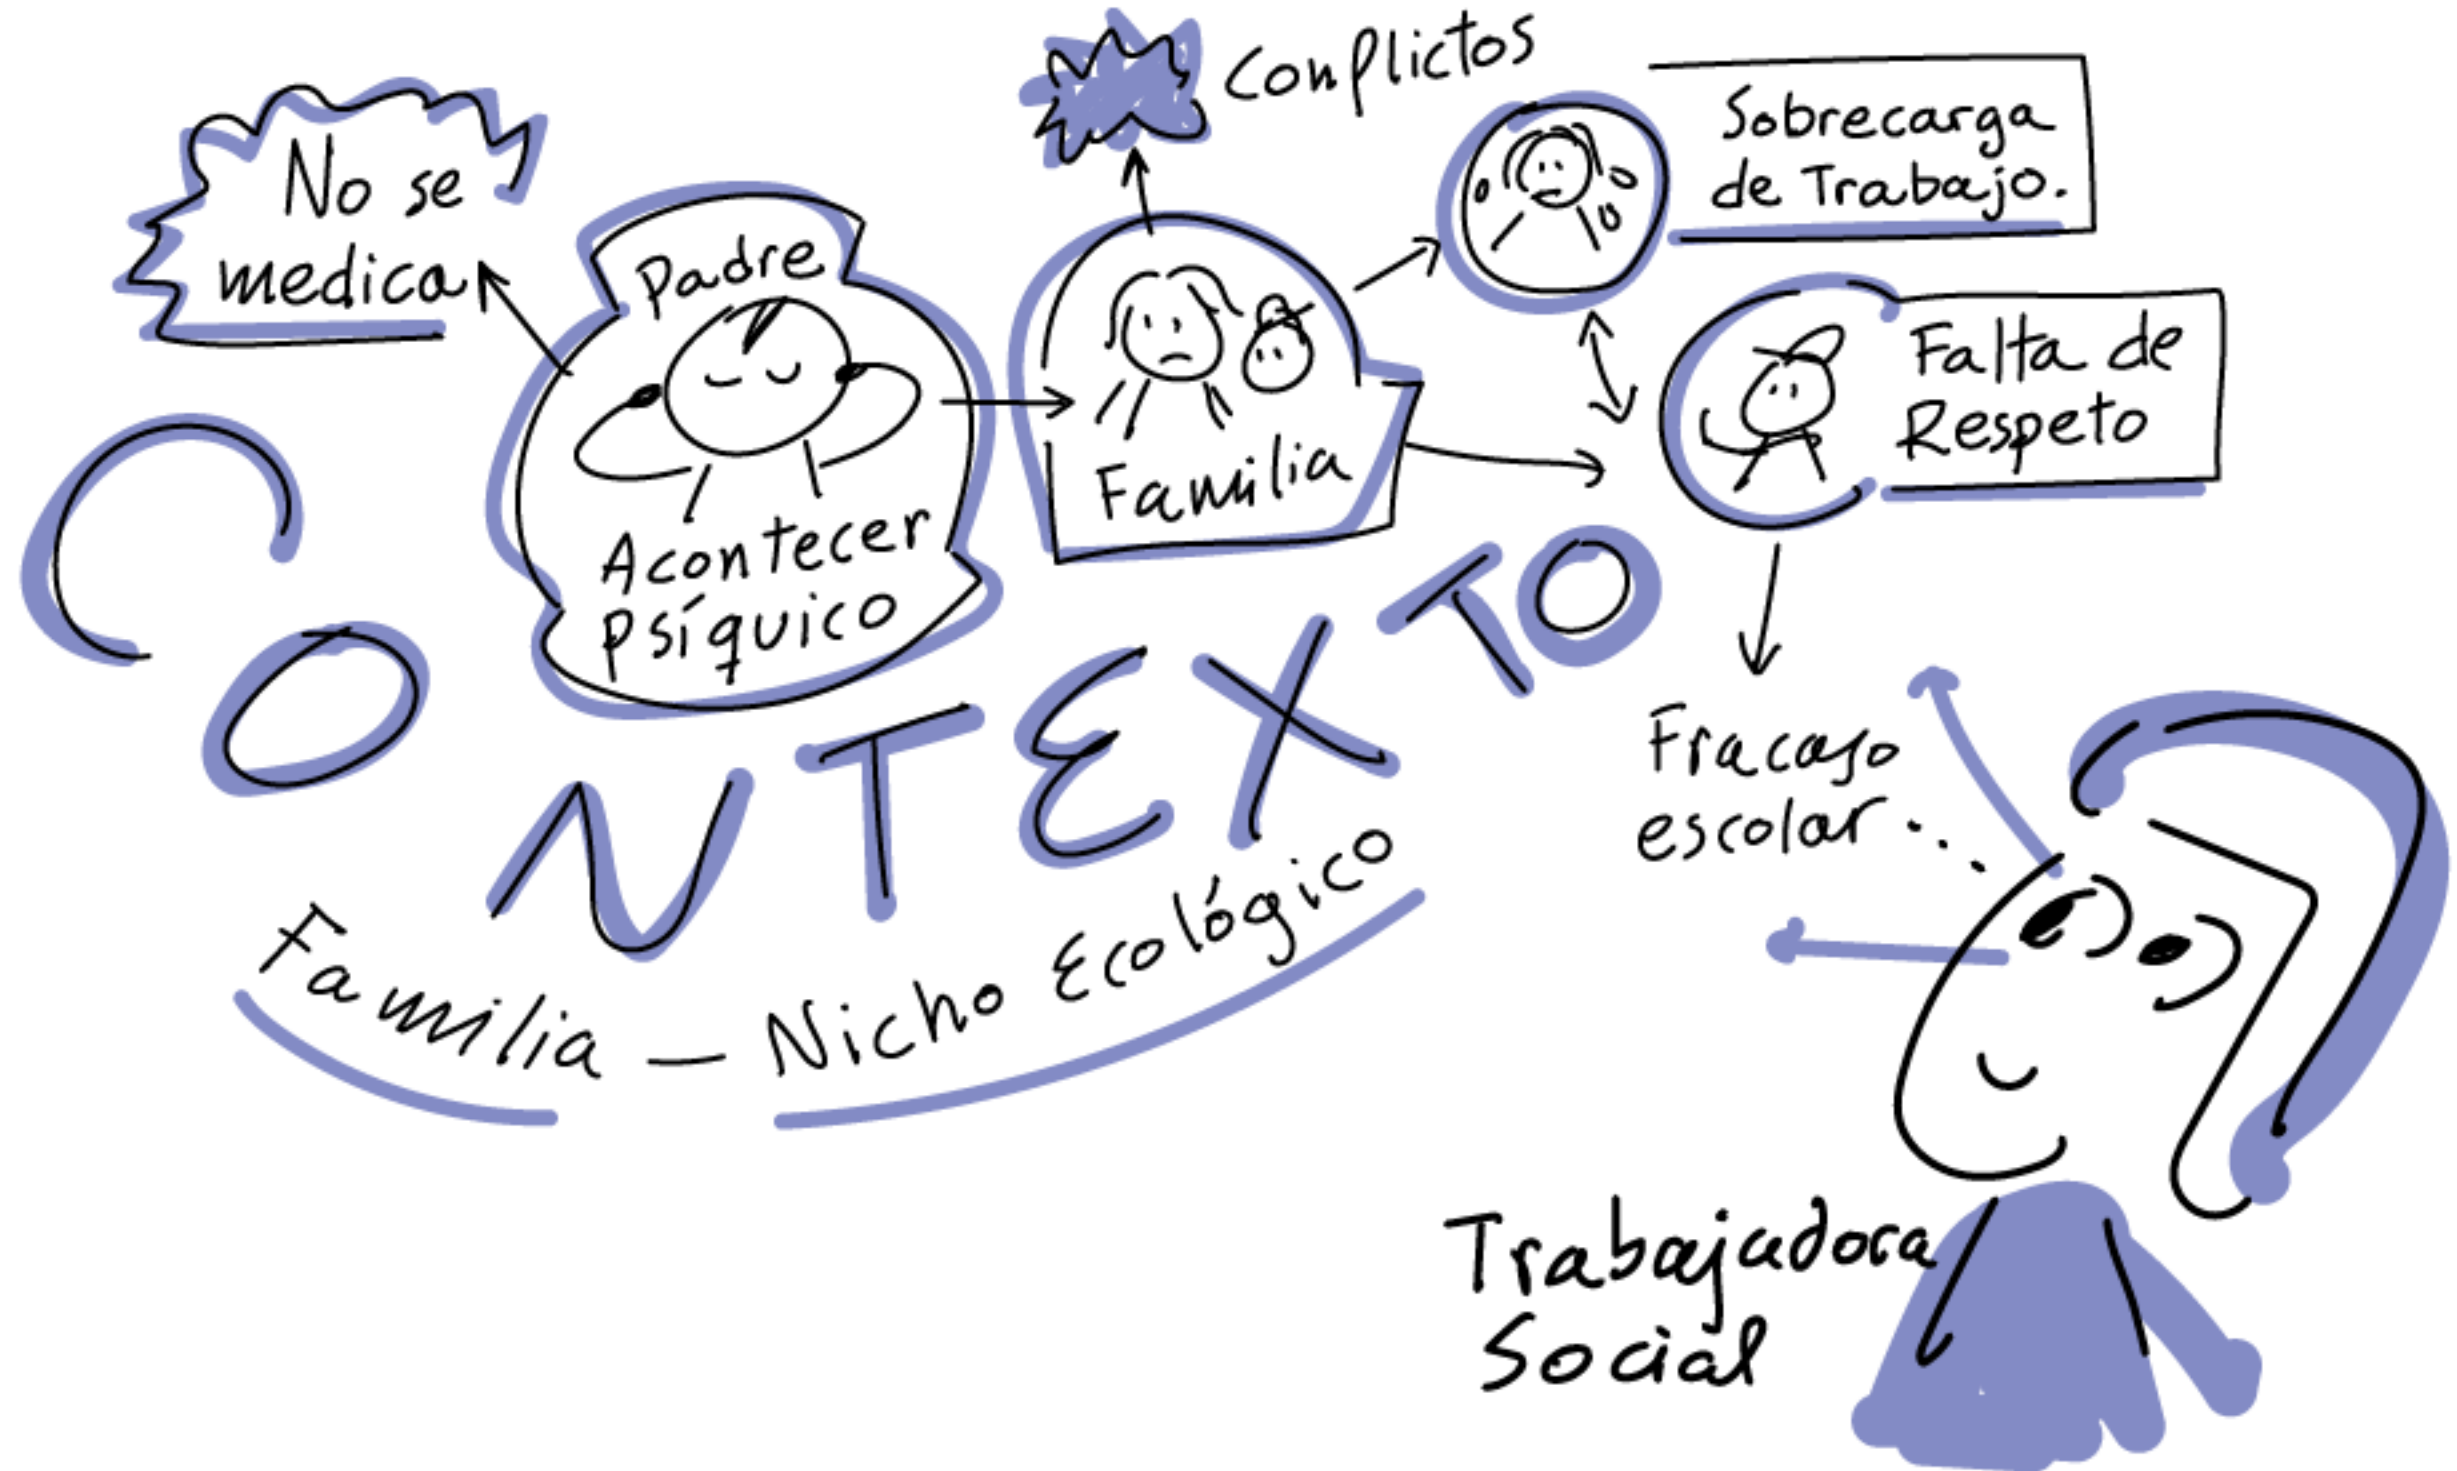 No se
medica
Padre
Acontecer
psíquico
Conflictos
Familia
Sobrecarga
de Trabajo.
Falta de
Respeto
Fracaso
escolar...
CONTEXTO
Familia — Nicho Ecológico
Trabajadora
Social